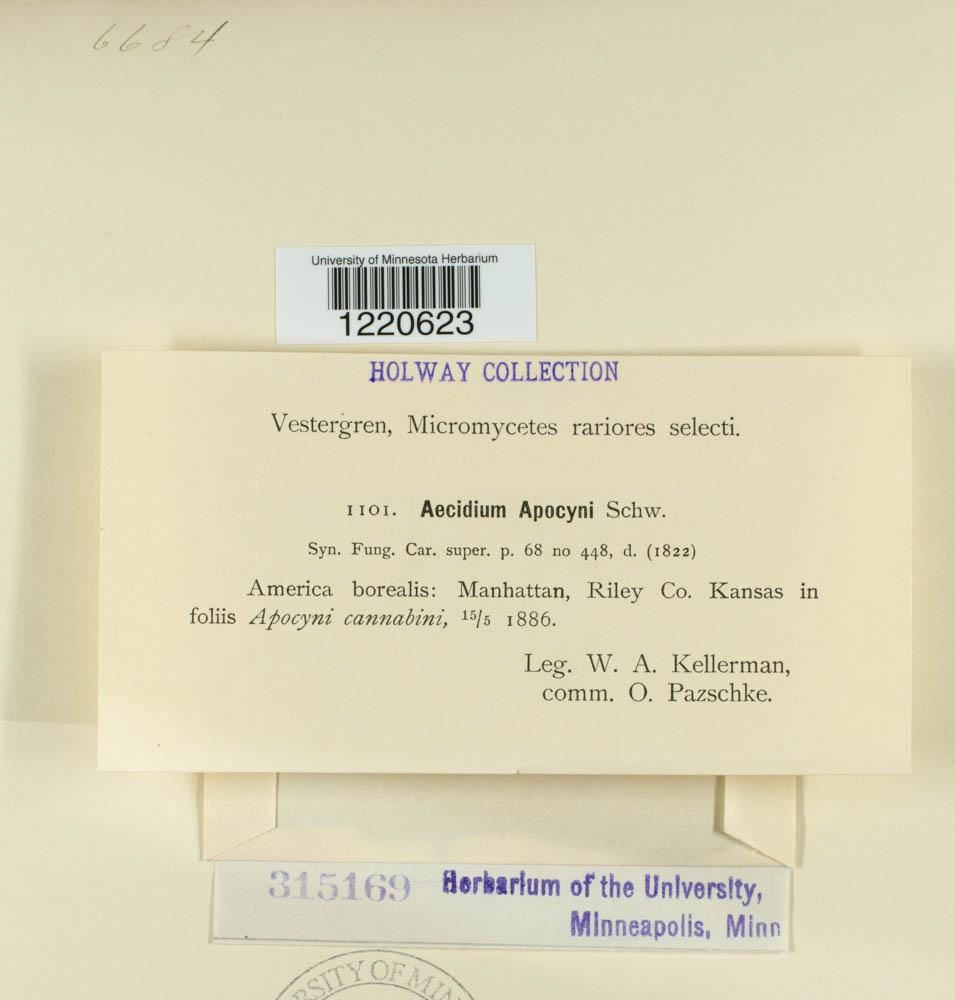 6684
University of Minnesota Herbarium
1220623
HOLWAY COLLECTION
Vestergren, Micromycetes rariores selecti.
1101. Aecidium Apocyni Schw.
Syn. Fung. Car. super. p. 68 no 448, d. (1822)
America borealis: Manhattan, Riley Co. Kansas in
foliis Apocyni cannabini, 15/5 1886.
Leg. W. A. Kellerman,
comm. O. Pazschke.
315169 Herbarium of the University,
Minneapolis, Minn